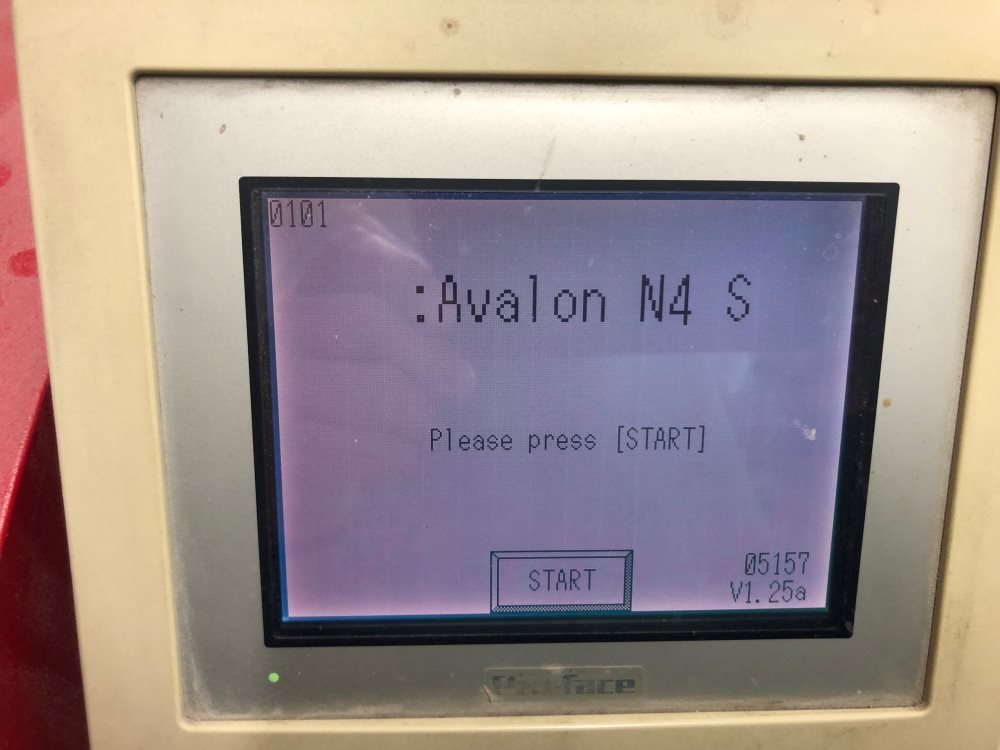 0101
:Avalon N4 S
Please press [START]
START
05157
V1.25a
Pro-face